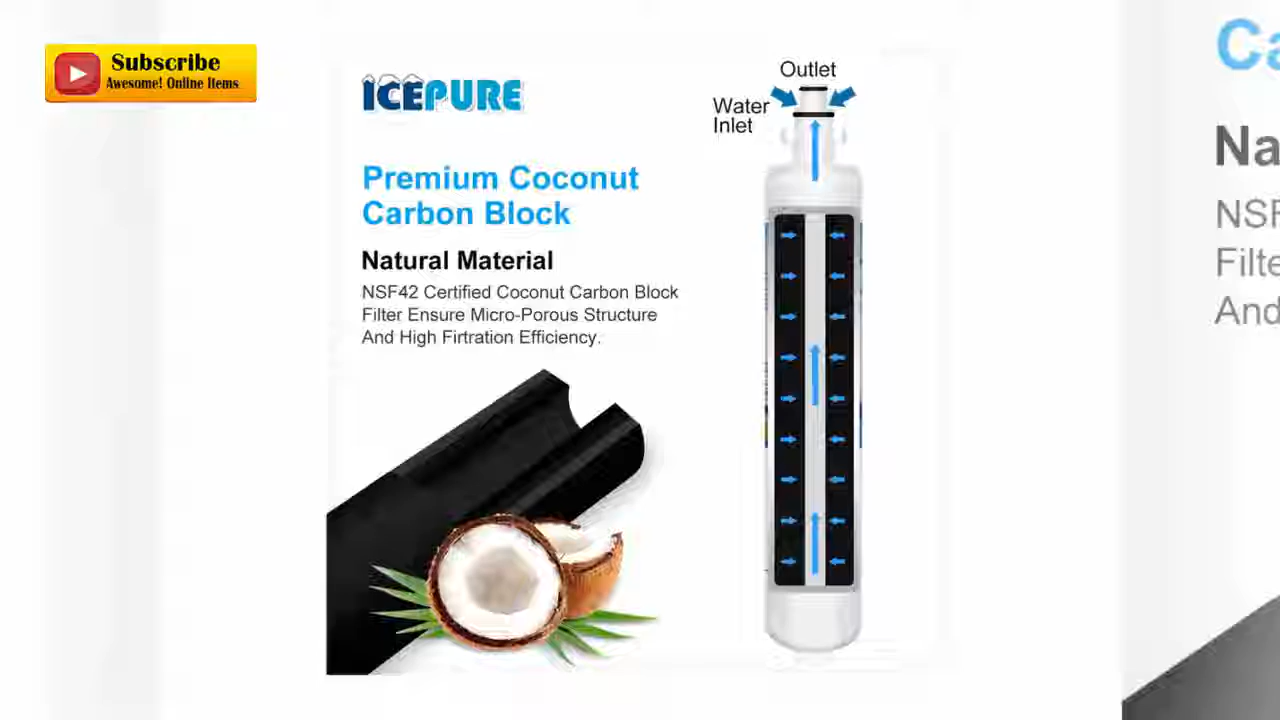 Subscribe
Awesome! Online Items
ICEPURE
Premium Coconut
Carbon Block
Natural Material
NSF42 Certified Coconut Carbon Block
Filter Ensure Micro-Porous Structure
And High Firtration Efficiency.
Outlet
Water
Inlet
Ca
Na
NSF
Filte
And